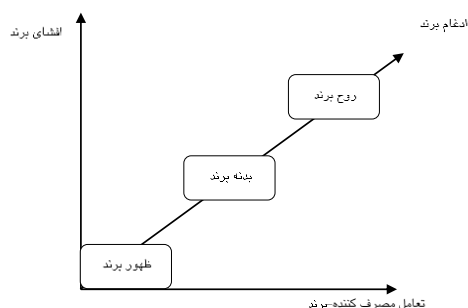 ادغام برند
افشای برند
روح برند
بدنه برند
ظهور برند
تعامل مصرف کننده-برند